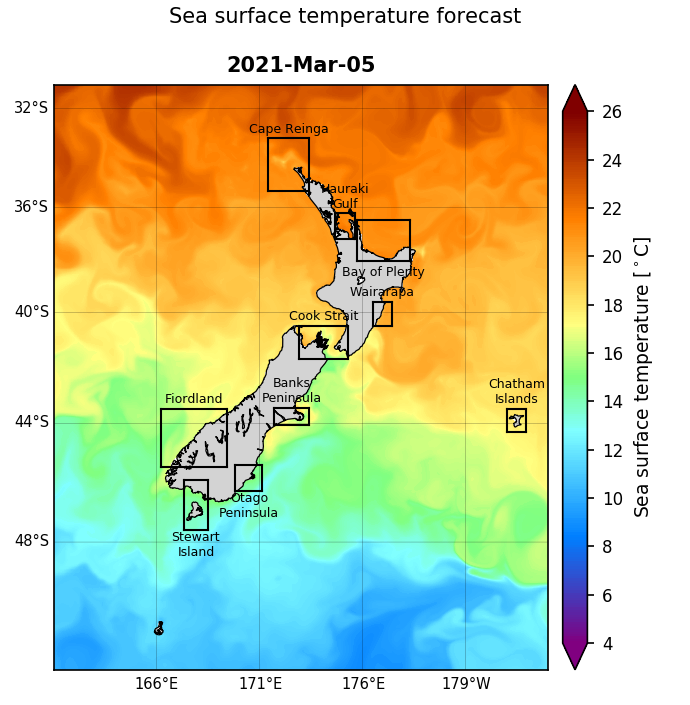 Sea surface temperature forecast
2021-Mar-05
32°S
36°S
40°S
44°S
48°S
166°E
171°E
176°E
179°W
Cape Reinga
Hauraki
Gulf
Bay of Plenty
Wairarapa
Cook Strait
Banks
Peninsula
Fiordland
Chatham
Islands
Otago
Peninsula
Stewart
Island
26
24
22
20
18
16
14
12
10
8
6
4
Sea surface temperature [°C]